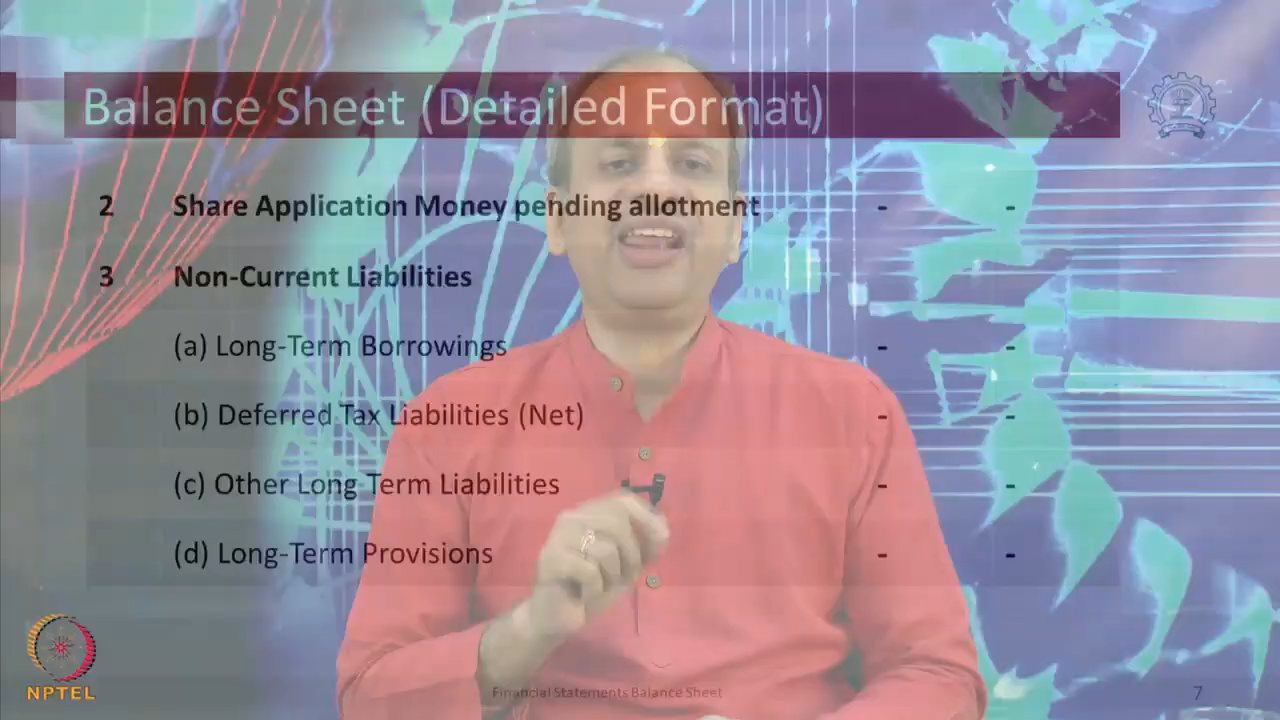 Balance Sheet (Detailed Format)
2 Share Application Money pending allotment - -
3 Non-Current Liabilities
(a) Long-Term Borrowings - -
(b) Deferred Tax Liabilities (Net) - -
(c) Other Long Term Liabilities - -
(d) Long-Term Provisions - -
NPTEL
Financial Statements Balance Sheet
7